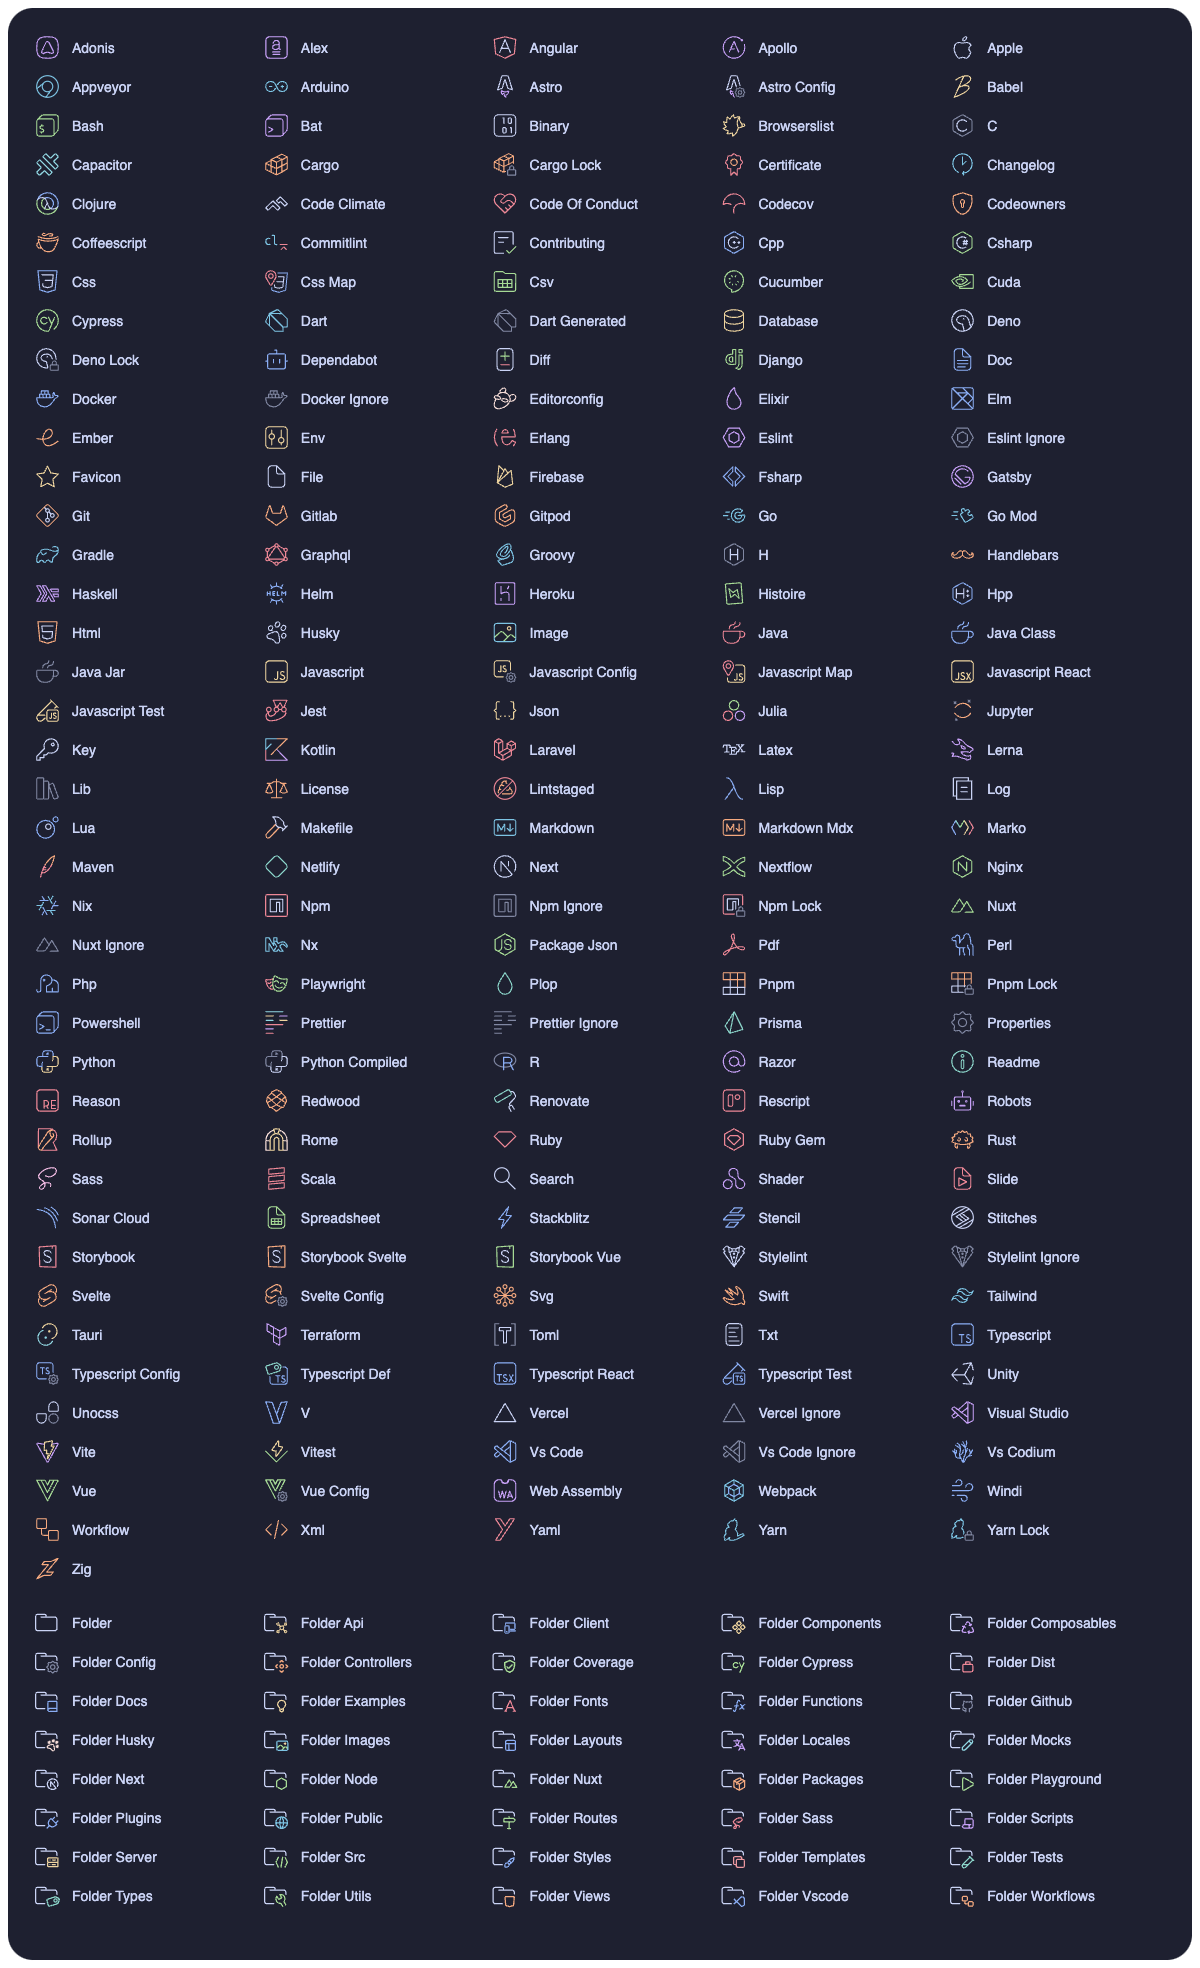 Adonis Alex Angular Apollo Apple
Appveyor Arduino Astro Astro Config Babel
Bash Bat Binary Browserslist C
Capacitor Cargo Cargo Lock Certificate Changelog
Clojure Code Climate Code Of Conduct Codecov Codeowners
Coffeescript Commitlint Contributing Cpp Csharp
Css Css Map Csv Cucumber Cuda
Cypress Dart Dart Generated Database Deno
Deno Lock Dependabot Diff Django Doc
Docker Docker Ignore Editorconfig Elixir Elm
Ember Env Erlang Eslint Eslint Ignore
Favicon File Firebase Fsharp Gatsby
Git Gitlab Gitpod Go Go Mod
Gradle Graphql Groovy H Handlebars
Haskell Helm Heroku Histoire Hpp
Html Husky Image Java Java Class
Java Jar Javascript Javascript Config Javascript Map Javascript React
Javascript Test Jest Json Julia Jupyter
Key Kotlin Laravel Latex Lerna
Lib License Lintstaged Lisp Log
Lua Makefile Markdown Markdown Mdx Marko
Maven Netlify Next Nextflow Nginx
Nix Npm Npm Ignore Npm Lock Nuxt
Nuxt Ignore Nx Package Json Pdf Perl
Php Playwright Plop Pnpm Pnpm Lock
Powershell Prettier Prettier Ignore Prisma Properties
Python Python Compiled R Razor Readme
Reason Redwood Renovate Rescript Robots
Rollup Rome Ruby Ruby Gem Rust
Sass Scala Search Shader Slide
Sonar Cloud Spreadsheet Stackblitz Stencil Stitches
Storybook Storybook Svelte Storybook Vue Stylelint Stylelint Ignore
Svelte Svelte Config Svg Swift Tailwind
Tauri Terraform Toml Txt Typescript
Typescript Config Typescript Def Typescript React Typescript Test Unity
Unocss V Vercel Vercel Ignore Visual Studio
Vite Vitest Vs Code Vs Code Ignore Vs Codium
Vue Vue Config Web Assembly Webpack Windi
Workflow Xml Yaml Yarn Yarn Lock
Zig
Folder Folder Api Folder Client Folder Components Folder Composables
Folder Config Folder Controllers Folder Coverage Folder Cypress Folder Dist
Folder Docs Folder Examples Folder Fonts Folder Functions Folder Github
Folder Husky Folder Images Folder Layouts Folder Locales Folder Mocks
Folder Next Folder Node Folder Nuxt Folder Packages Folder Playground
Folder Plugins Folder Public Folder Routes Folder Sass Folder Scripts
Folder Server Folder Src Folder Styles Folder Templates Folder Tests
Folder Types Folder Utils Folder Views Folder Vscode Folder Workflows